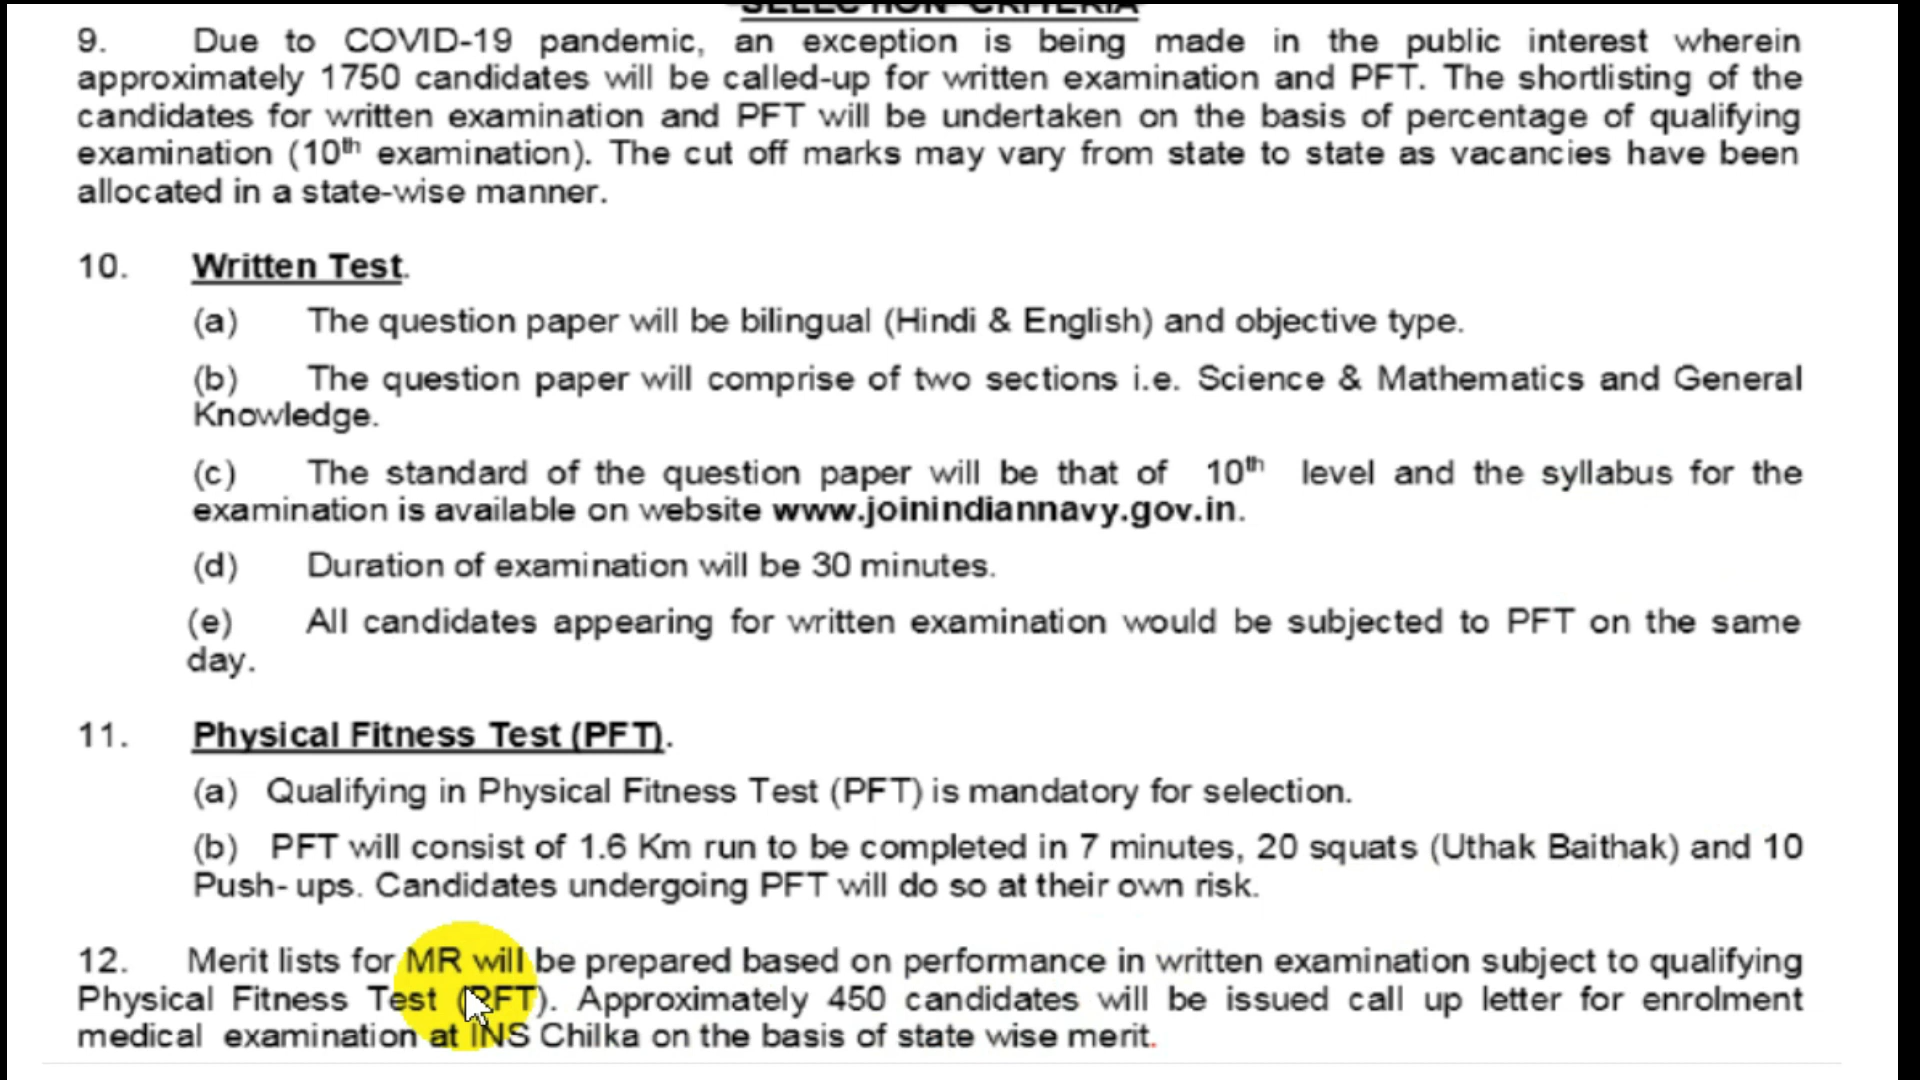 SELECTION CRITERIA
9. Due to COVID-19 pandemic, an exception is being made in the public interest wherein
approximately 1750 candidates will be called-up for written examination and PFT. The shortlisting of the
candidates for written examination and PFT will be undertaken on the basis of percentage of qualifying
examination (10th examination). The cut off marks may vary from state to state as vacancies have been
allocated in a state-wise manner.
10. Written Test.
(a) The question paper will be bilingual (Hindi & English) and objective type.
(b) The question paper will comprise of two sections i.e. Science & Mathematics and General
Knowledge.
(c) The standard of the question paper will be that of 10th level and the syllabus for the
examination is available on website www.joinindiannavy.gov.in.
(d) Duration of examination will be 30 minutes.
(e) All candidates appearing for written examination would be subjected to PFT on the same
day.
11. Physical Fitness Test (PFT).
(a) Qualifying in Physical Fitness Test (PFT) is mandatory for selection.
(b) PFT will consist of 1.6 Km run to be completed in 7 minutes, 20 squats (Uthak Baithak) and 10
Push- ups. Candidates undergoing PFT will do so at their own risk.
12. Merit lists for MR will be prepared based on performance in written examination subject to qualifying
Physical Fitness Test (PFT). Approximately 450 candidates will be issued call up letter for enrolment
medical examination at INS Chilka on the basis of state wise merit.